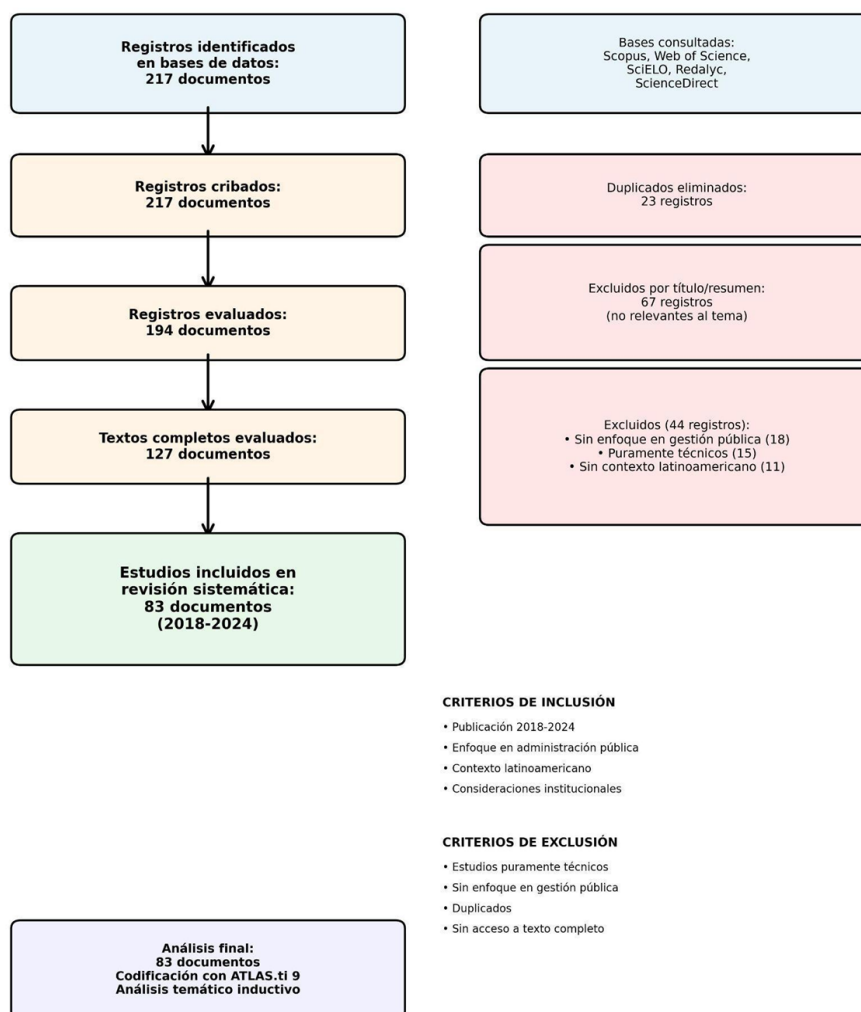 Registros identificados
en bases de datos:
217 documentos
Bases consultadas:
Scopus, Web of Science,
SciELO, Redalyc,
ScienceDirect
Registros cribados:
217 documentos
Duplicados eliminados:
23 registros
Registros evaluados:
194 documentos
Excluidos por título/resumen:
67 registros
(no relevantes al tema)
Textos completos evaluados:
127 documentos
Excluidos (44 registros):
• Sin enfoque en gestión pública (18)
• Puramente técnicos (15)
• Sin contexto latinoamericano (11)
Estudios incluidos en
revisión sistemática:
83 documentos
(2018-2024)
CRITERIOS DE INCLUSIÓN
• Publicación 2018-2024
• Enfoque en administración pública
• Contexto latinoamericano
• Consideraciones institucionales
CRITERIOS DE EXCLUSIÓN
• Estudios puramente técnicos
• Sin enfoque en gestión pública
• Duplicados
• Sin acceso a texto completo
Análisis final:
83 documentos
Codificación con ATLAS.ti 9
Análisis temático inductivo